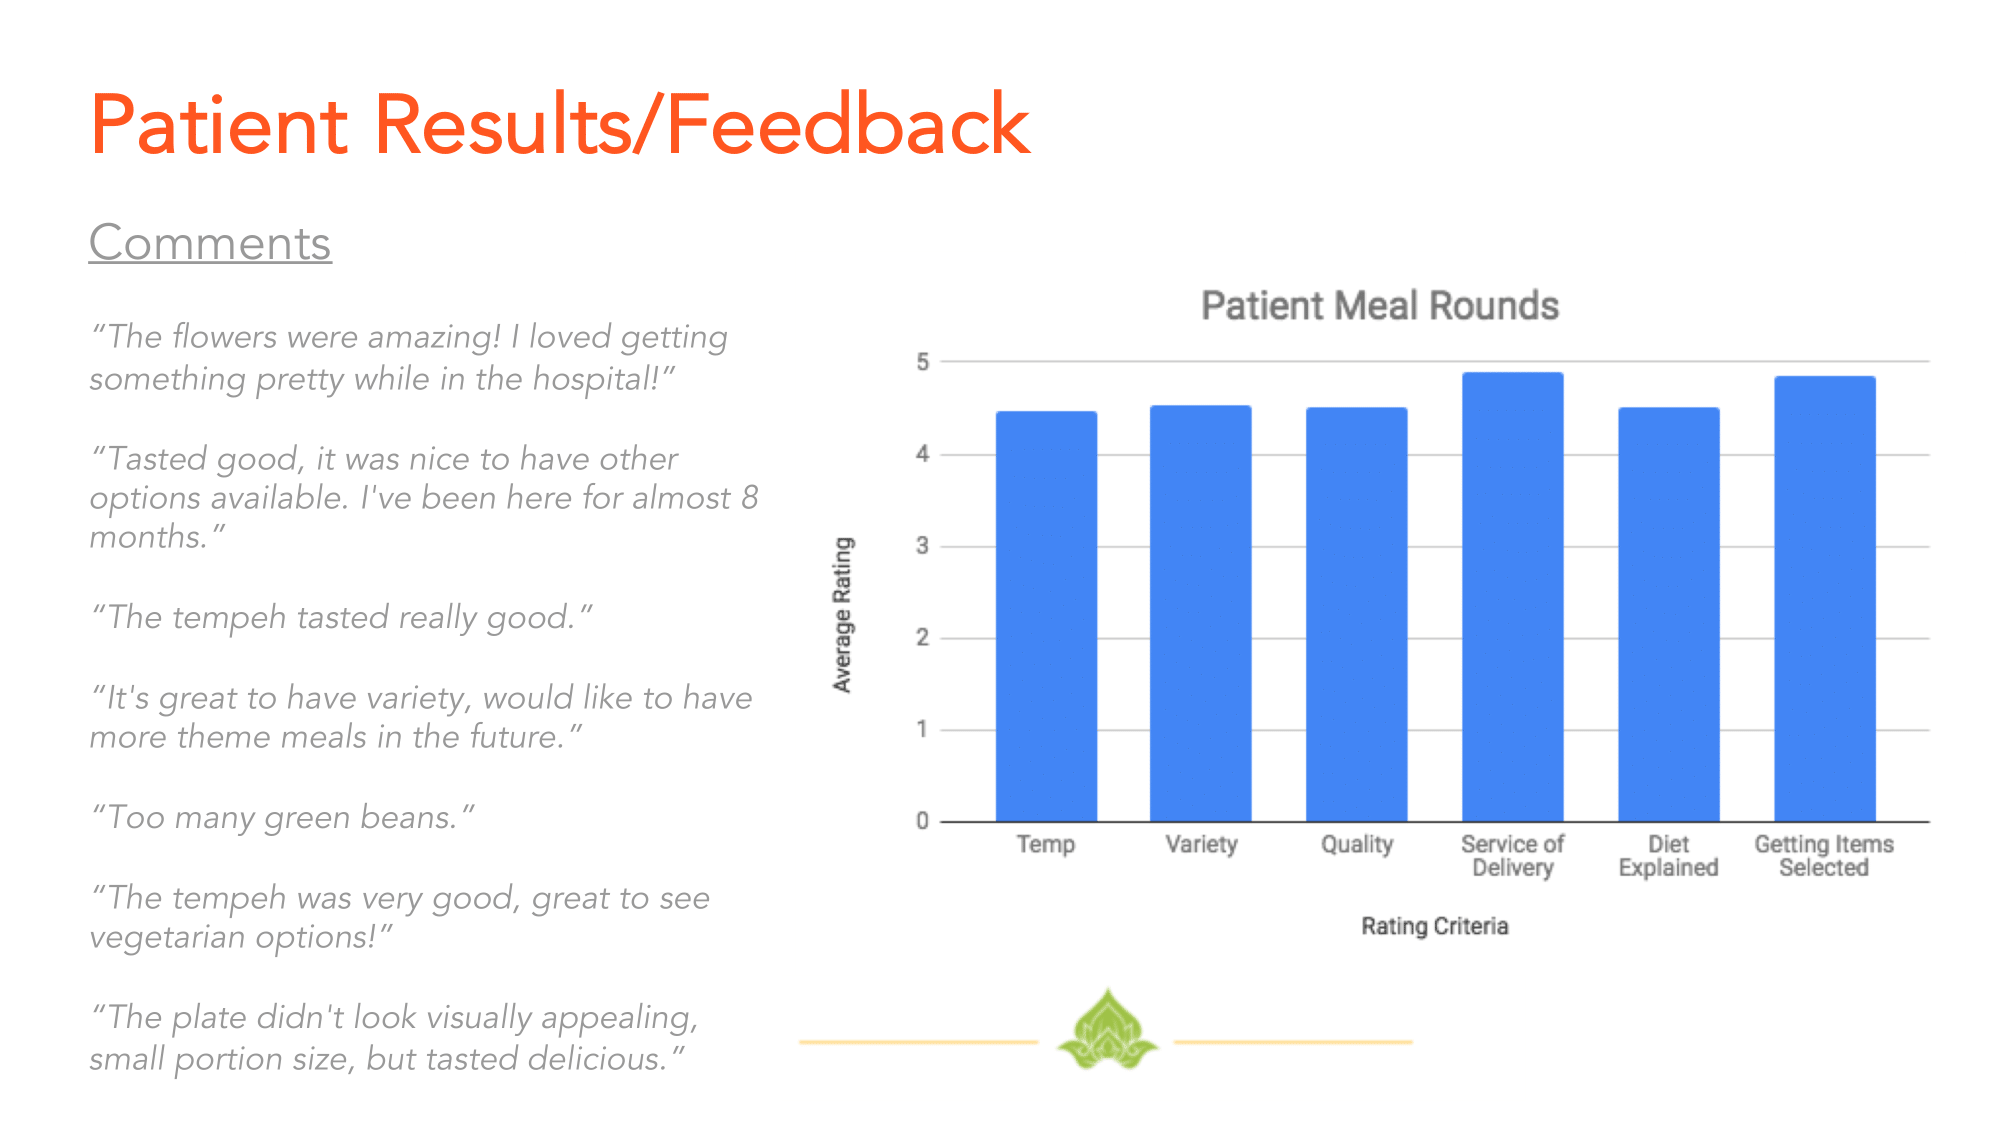 Patient Results/Feedback
Comments
“The flowers were amazing! I loved getting
something pretty while in the hospital!”
“Tasted good, it was nice to have other
options available. I've been here for almost 8
months.”
“The tempeh tasted really good.”
“It's great to have variety, would like to have
more theme meals in the future.”
“Too many green beans.”
“The tempeh was very good, great to see
vegetarian options!”
“The plate didn't look visually appealing,
small portion size, but tasted delicious.”
Patient Meal Rounds
Average Rating
5
4
3
2
1
0
Temp
Variety
Quality
Service of
Delivery
Diet
Explained
Getting Items
Selected
Rating Criteria